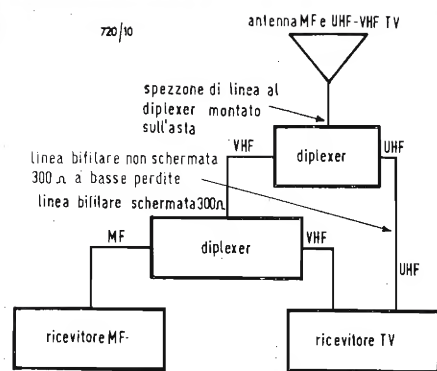 720/10
antenna MF e UHF-VHF TV
spezzone di linea al
diplexer montato
sull'asta
VHF
diplexer
UHF
linea bifilare non schermata
300 Ω a basse perdite
linea bifilare schermata 300 Ω
MF
diplexer
VHF
UHF
ricevitore MF-
ricevitore TV